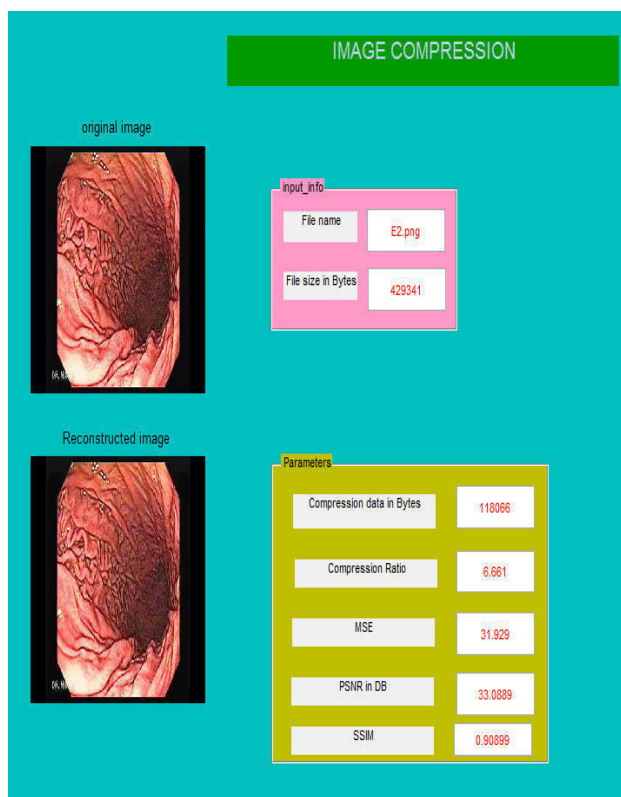 IMAGE COMPRESSION
original image
input_info
File name
E2.png
File size in Bytes
429341
Reconstructed image
Parameters
Compression data in Bytes
118066
Compression Ratio
6.661
MSE
31.929
PSNR in DB
33.0889
SSIM
0.90899